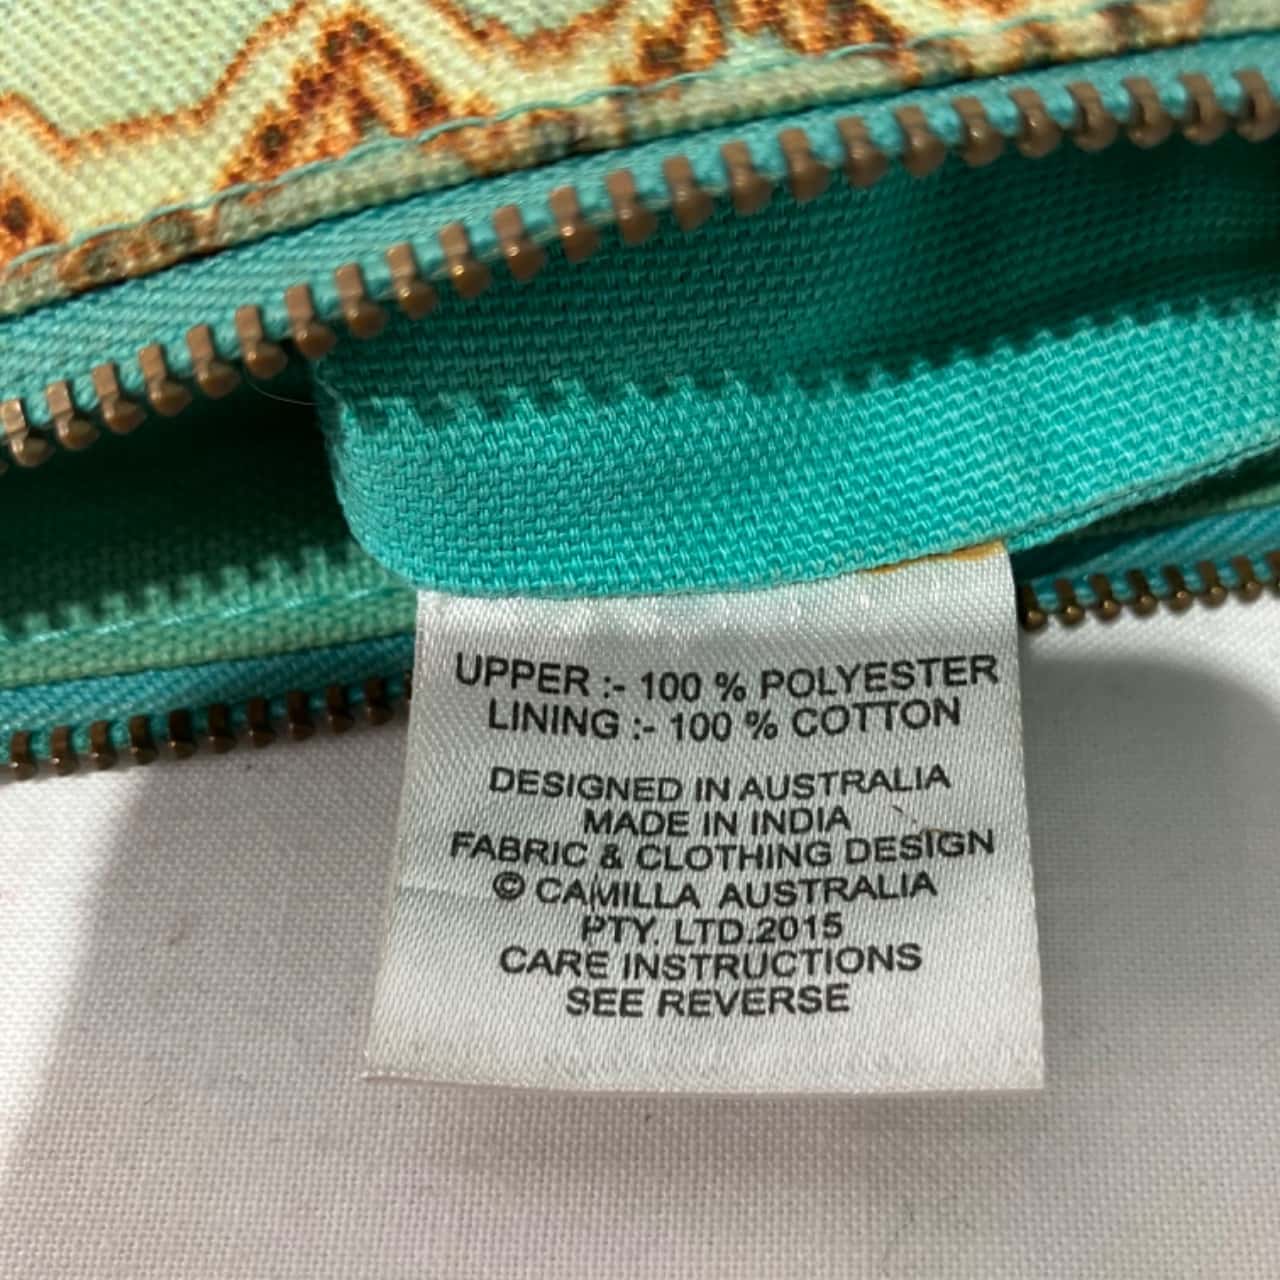 UPPER :- 100 % POLYESTER
LINING :- 100 % COTTON
DESIGNED IN AUSTRALIA
MADE IN INDIA
FABRIC & CLOTHING DESIGN
© CAMILLA AUSTRALIA
PTY. LTD.2015
CARE INSTRUCTIONS
SEE REVERSE